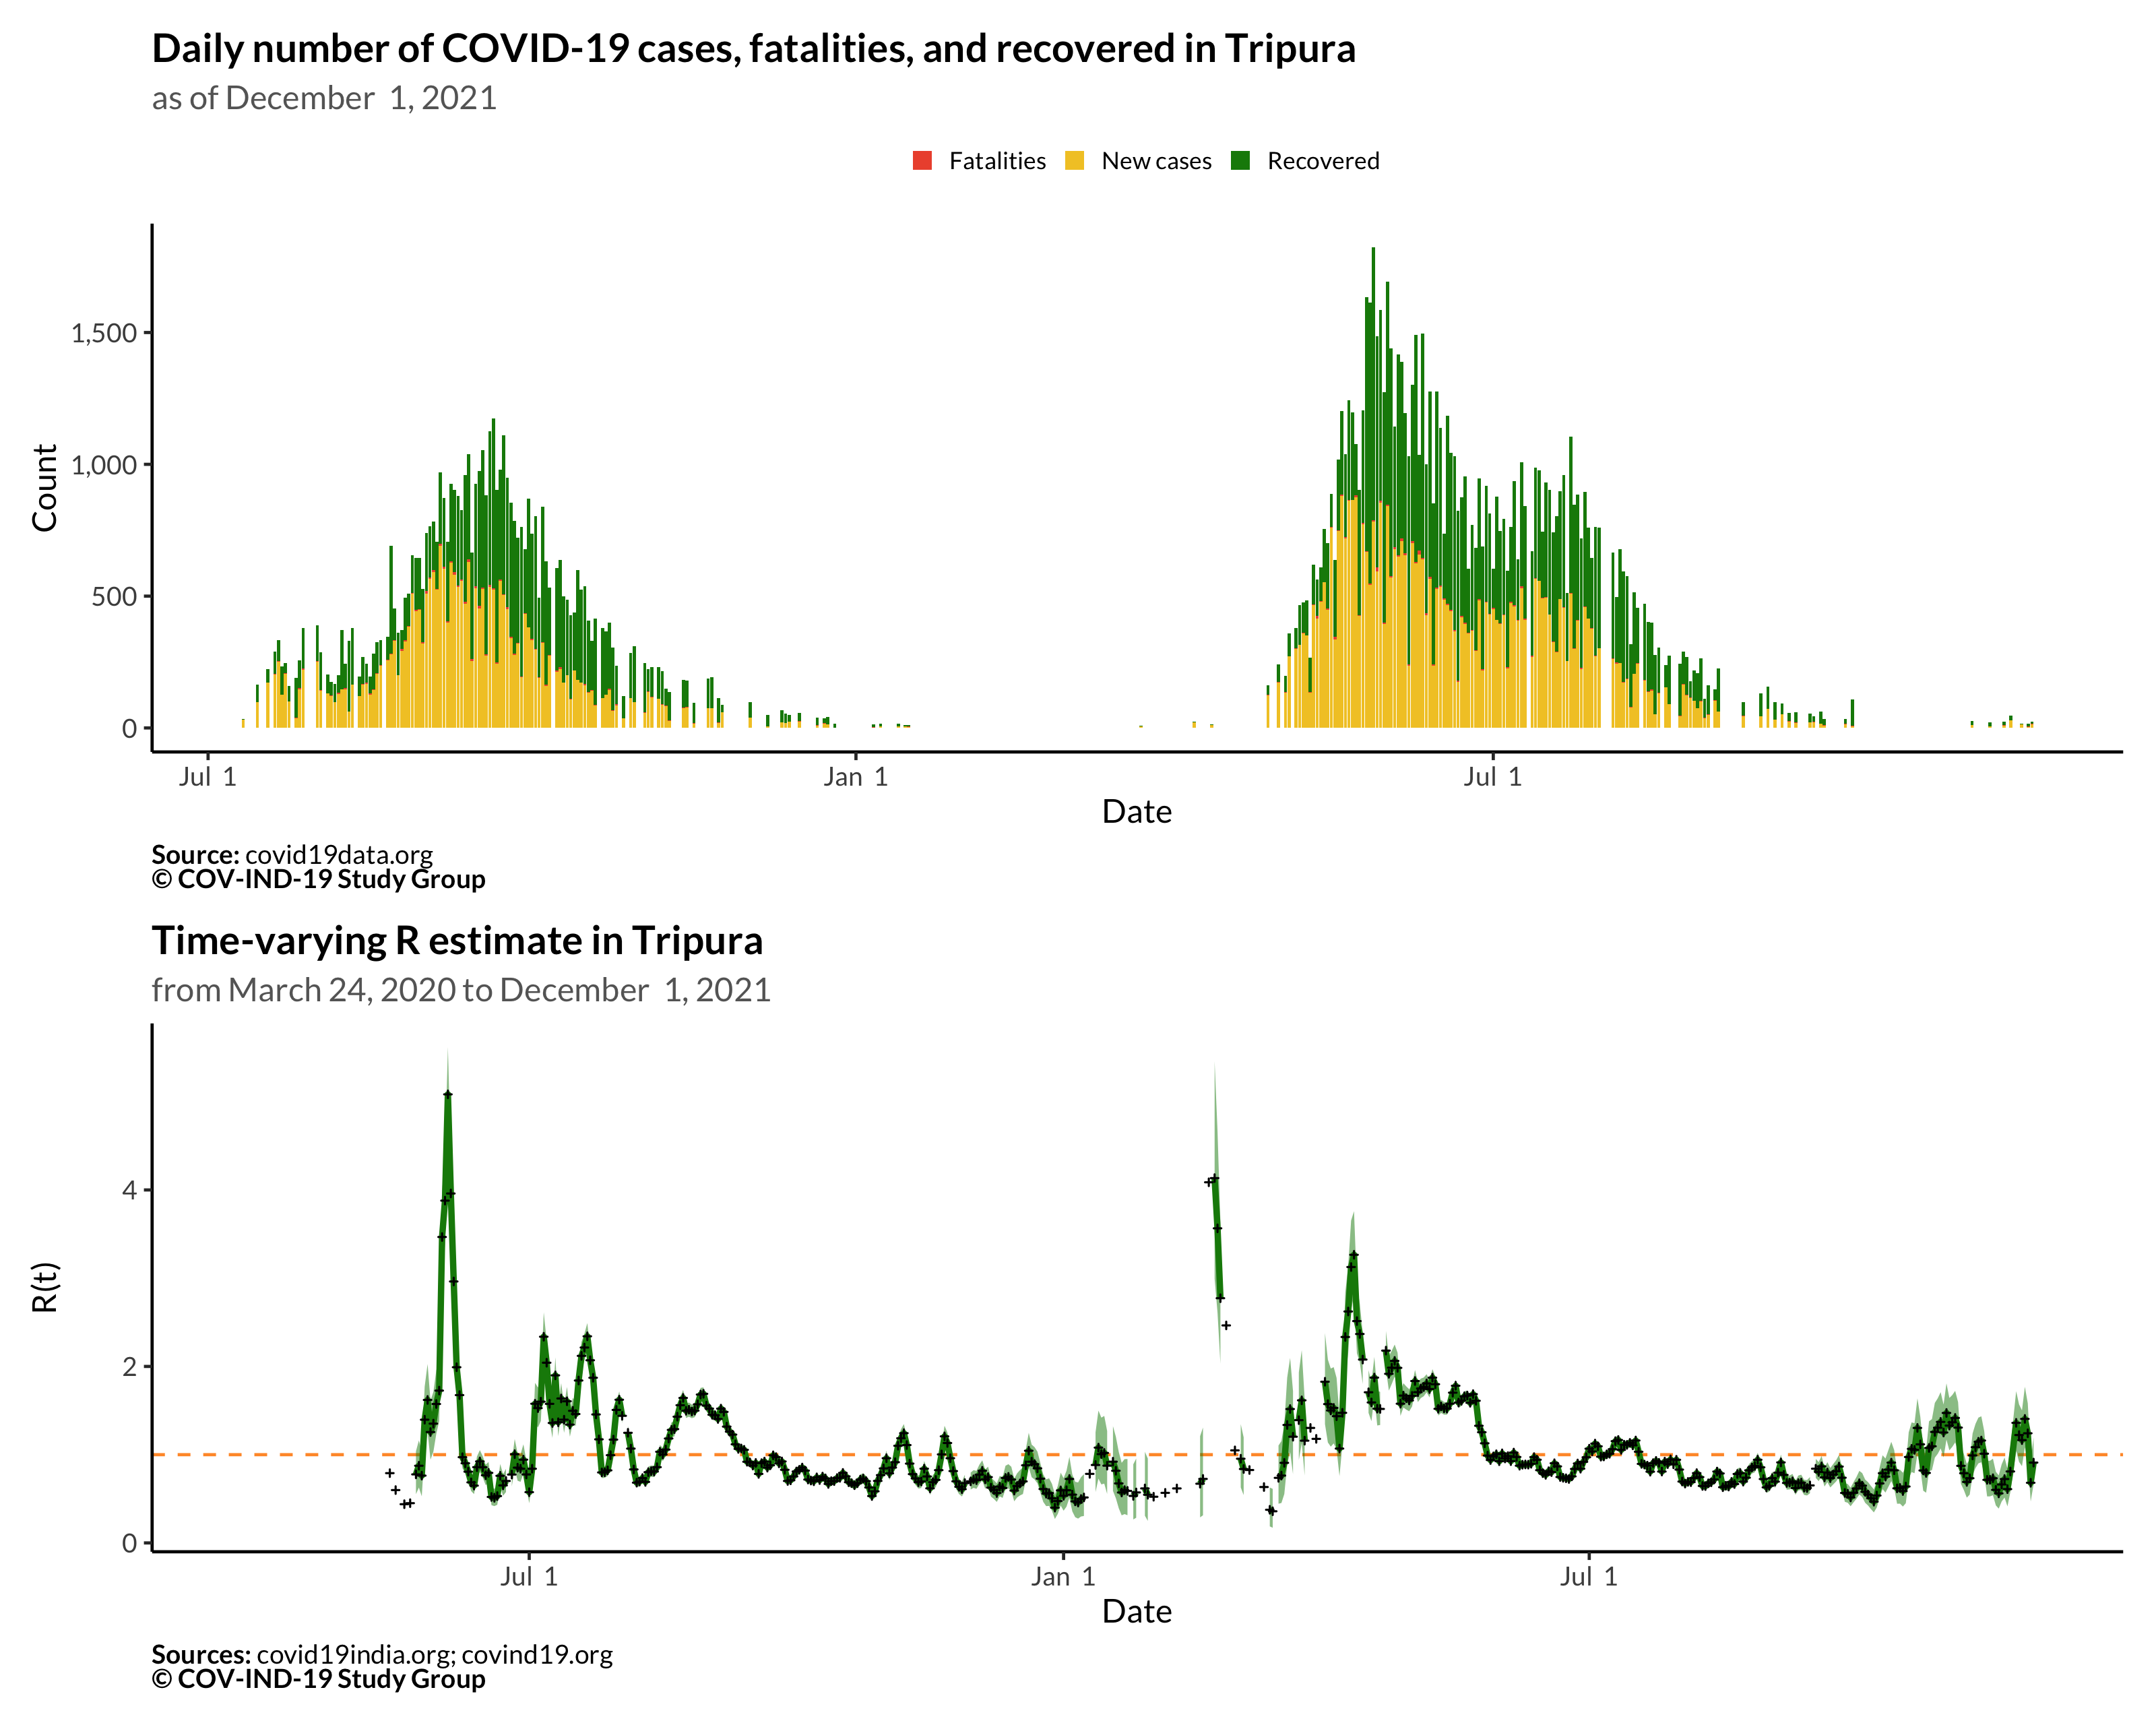 Daily number of COVID-19 cases, fatalities, and recovered in Tripura
as of December  1, 2021
Fatalities New cases Recovered
Count
1,500
1,000
500
0
Jul  1 Jan  1 Jul  1
Date
Source: covid19data.org
© COV-IND-19 Study Group
Time-varying R estimate in Tripura
from March 24, 2020 to December  1, 2021
R(t)
4
2
0
Jul  1 Jan  1 Jul  1
Date
Sources: covid19india.org; covind19.org
© COV-IND-19 Study Group